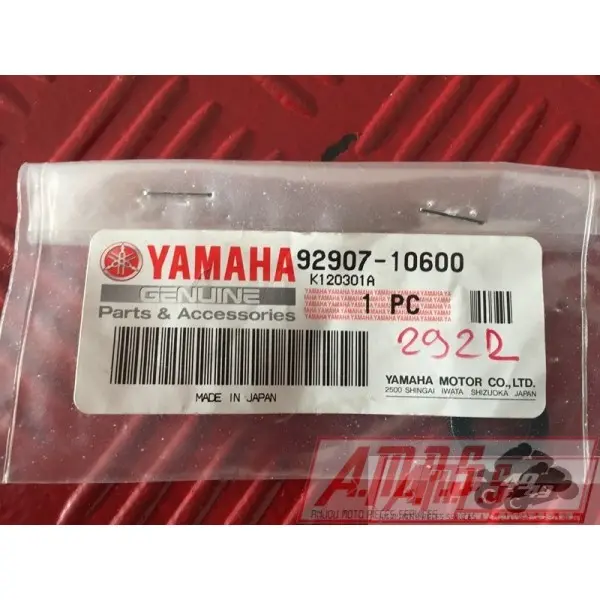 YAMAHA 92907-10600
K120301A
GENUINE
Parts & Accessories
1 PC
292D
MADE IN JAPAN
YAMAHA MOTOR CO.,LTD.
2500 SHINGAI IWATA SHIZUOKA JAPAN